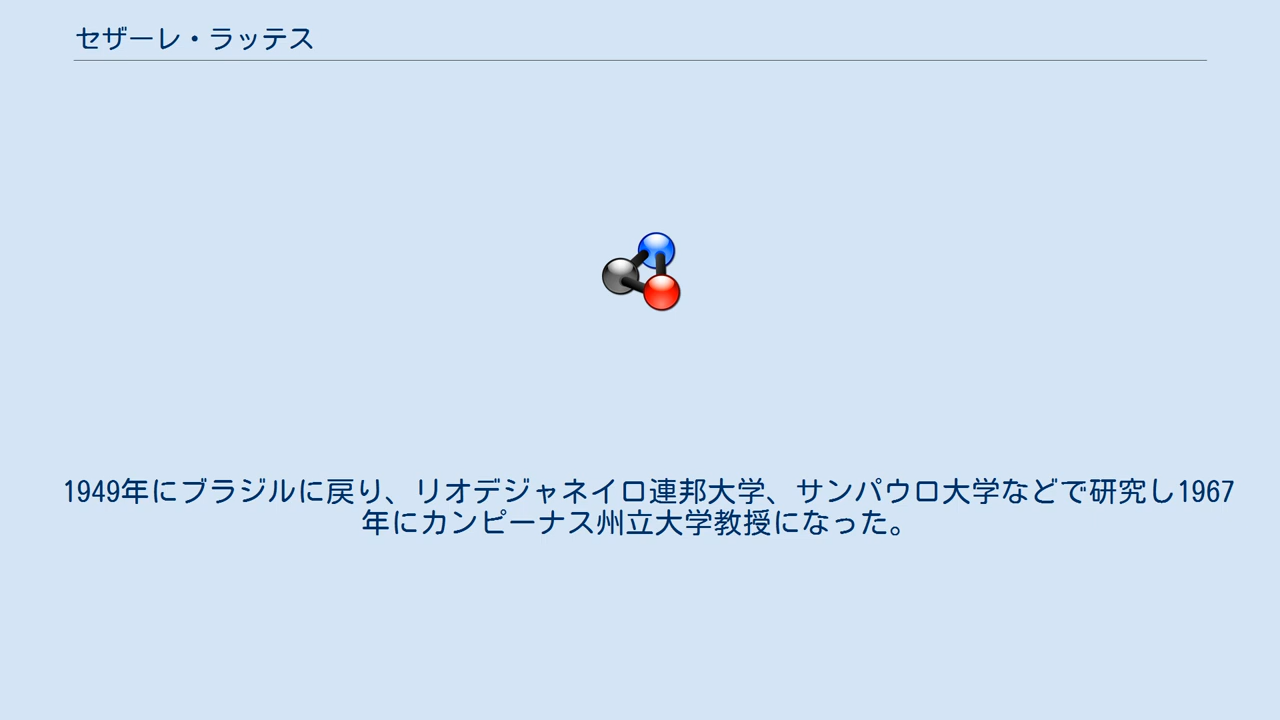 セザーレ・ラッテス
1949年にブラジルに戻り、リオデジャネイロ連邦大学、サンパウロ大学などで研究し1967
年にカンピーナス州立大学教授になった。